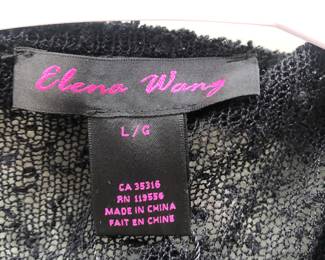 Elena Wang
L/G
CA 35316
RN 119556
MADE IN CHINA
FAIT EN CHINE